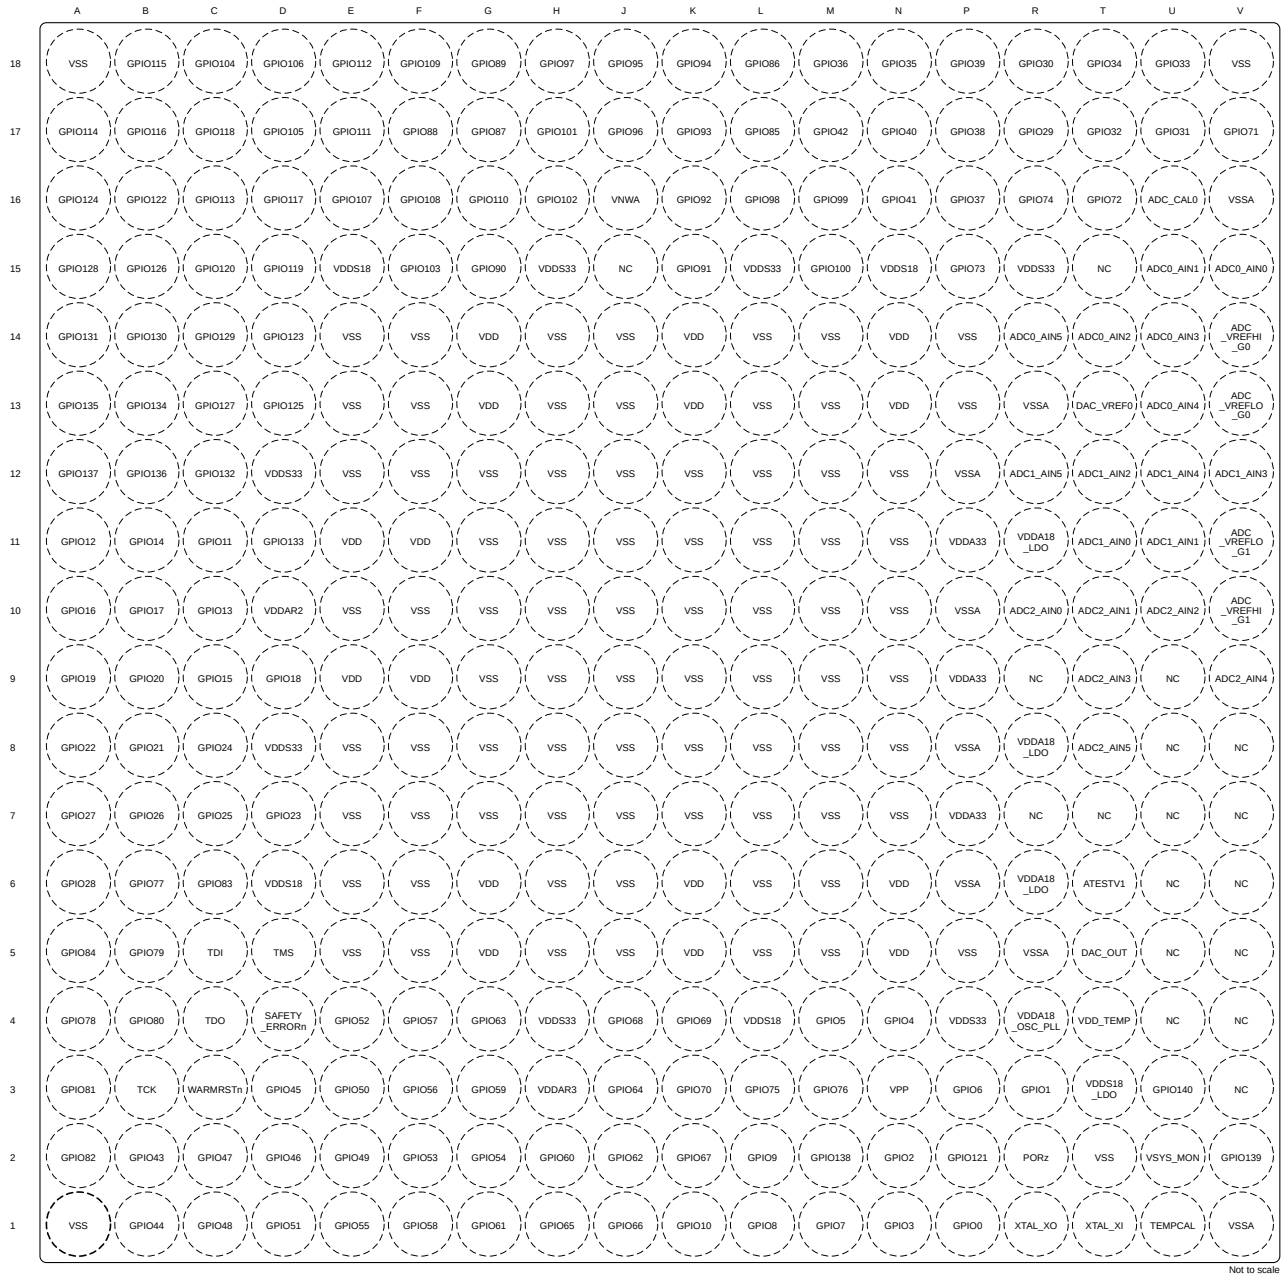 A B C D E F G H J K L M N P R T U V
18 VSS GPIO115 GPIO104 GPIO106 GPIO112 GPIO109 GPIO89 GPIO97 GPIO95 GPIO94 GPIO86 GPIO36 GPIO35 GPIO39 GPIO30 GPIO34 GPIO33 VSS
17 GPIO114 GPIO116 GPIO118 GPIO105 GPIO111 GPIO88 GPIO87 GPIO101 GPIO96 GPIO93 GPIO85 GPIO42 GPIO40 GPIO38 GPIO29 GPIO32 GPIO31 GPIO71
16 GPIO124 GPIO122 GPIO113 GPIO117 GPIO107 GPIO108 GPIO110 GPIO102 VNWA GPIO92 GPIO98 GPIO99 GPIO41 GPIO37 GPIO74 GPIO72 ADC_CAL0 VSSA
15 GPIO128 GPIO126 GPIO120 GPIO119 VDDS18 GPIO103 GPIO90 VDDS33 NC GPIO91 VDDS33 GPIO100 VDDS18 GPIO73 VDDS33 NC ADC0_AIN1 ADC0_AIN0
14 GPIO131 GPIO130 GPIO129 GPIO123 VSS VSS VDD VSS VSS VDD VSS VSS VDD VSS ADC0_AIN5 ADC0_AIN2 ADC0_AIN3 ADC
_VREFHI
_G0
13 GPIO135 GPIO134 GPIO127 GPIO125 VSS VSS VDD VSS VSS VDD VSS VSS VDD VSS VSSA DAC_VREF0 ADC0_AIN4 ADC
_VREFLO
_G0
12 GPIO137 GPIO136 GPIO132 VDDS33 VSS VSS VSS VSS VSS VSS VSS VSS VSS VSSA ADC1_AIN5 ADC1_AIN2 ADC1_AIN4 ADC1_AIN3
11 GPIO12 GPIO14 GPIO11 GPIO133 VDD VDD VSS VSS VSS VSS VSS VSS VSS VDDA33 VDDA18
_LDO ADC1_AIN0 ADC1_AIN1 ADC
_VREFLO
_G1
10 GPIO16 GPIO17 GPIO13 VDDAR2 VSS VSS VSS VSS VSS VSS VSS VSS VSS VSSA ADC2_AIN0 ADC2_AIN1 ADC2_AIN2 ADC
_VREFHI
_G1
9 GPIO19 GPIO20 GPIO15 GPIO18 VDD VDD VSS VSS VSS VSS VSS VSS VSS VDDA33 NC ADC2_AIN3 NC ADC2_AIN4
8 GPIO22 GPIO21 GPIO24 VDDS33 VSS VSS VSS VSS VSS VSS VSS VSS VSS VSSA VDDA18
_LDO ADC2_AIN5 NC NC
7 GPIO27 GPIO26 GPIO25 GPIO23 VSS VSS VSS VSS VSS VSS VSS VSS VSS VDDA33 NC NC NC NC
6 GPIO28 GPIO77 GPIO83 VDDS18 VSS VSS VDD VSS VSS VDD VSS VSS VDD VSSA VDDA18
_LDO ATESTV1 NC NC
5 GPIO84 GPIO79 TDI TMS VSS VSS VDD VSS VSS VDD VSS VSS VDD VSS VSSA DAC_OUT NC NC
4 GPIO78 GPIO80 TDO SAFETY
_ERRORn GPIO52 GPIO57 GPIO63 VDDS33 GPIO68 GPIO69 VDDS18 GPIO5 GPIO4 VDDS33 VDDA18
_OSC_PLL VDD_TEMP NC NC
3 GPIO81 TCK WARMRSTn GPIO45 GPIO50 GPIO56 GPIO59 VDDAR3 GPIO64 GPIO70 GPIO75 GPIO76 VPP GPIO6 GPIO1 VDDS18
_LDO GPIO140 NC
2 GPIO82 GPIO43 GPIO47 GPIO46 GPIO49 GPIO53 GPIO54 GPIO60 GPIO62 GPIO67 GPIO9 GPIO138 GPIO2 GPIO121 PORz VSS VSYS_MON GPIO139
1 VSS GPIO44 GPIO48 GPIO51 GPIO55 GPIO58 GPIO61 GPIO65 GPIO66 GPIO10 GPIO8 GPIO7 GPIO3 GPIO0 XTAL_XO XTAL_XI TEMPCAL VSSA
Not to scale